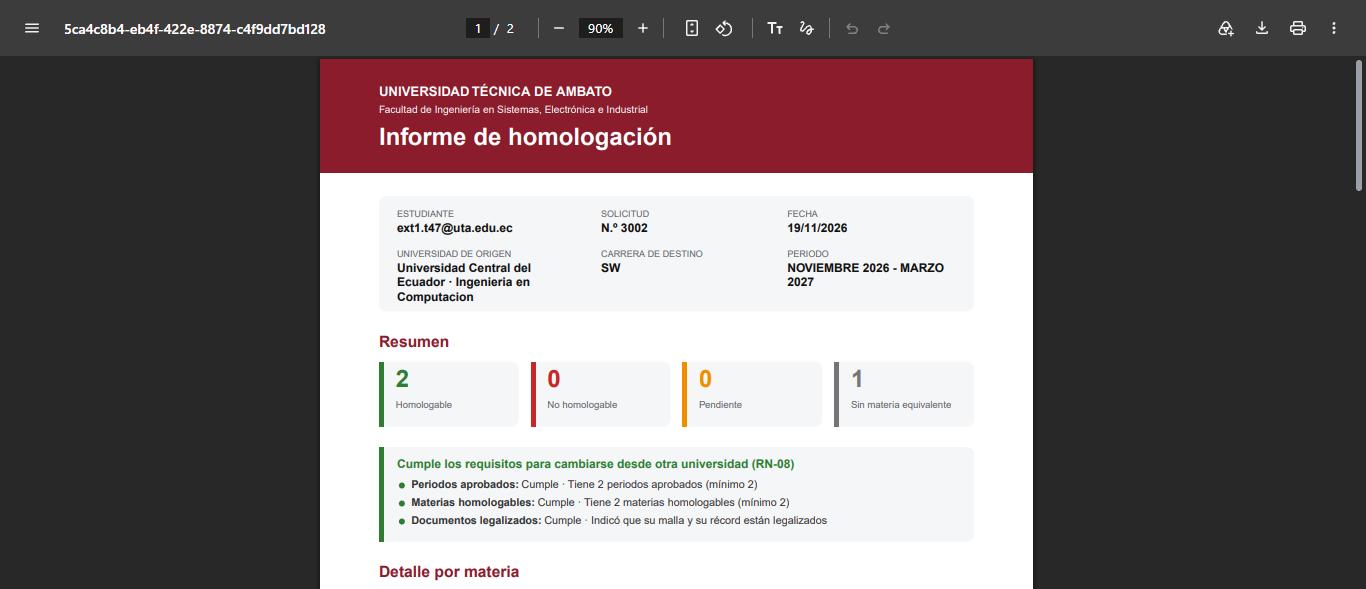 5ca4c8b4-eb4f-422e-8874-c4f9dd7bd128
1 / 2
90%
UNIVERSIDAD TÉCNICA DE AMBATO
Facultad de Ingeniería en Sistemas, Electrónica e Industrial
Informe de homologación
ESTUDIANTE
ext1.t47@uta.edu.ec
SOLICITUD
N.º 3002
FECHA
19/11/2026
UNIVERSIDAD DE ORIGEN
Universidad Central del
Ecuador · Ingenieria en
Computacion
CARRERA DE DESTINO
SW
PERIODO
NOVIEMBRE 2026 - MARZO
2027
Resumen
2
Homologable
0
No homologable
0
Pendiente
1
Sin materia equivalente
Cumple los requisitos para cambiarse desde otra universidad (RN-08)
● Periodos aprobados: Cumple · Tiene 2 periodos aprobados (mínimo 2)
● Materias homologables: Cumple · Tiene 2 materias homologables (mínimo 2)
● Documentos legalizados: Cumple · Indicó que su malla y su récord están legalizados
Detalle por materia